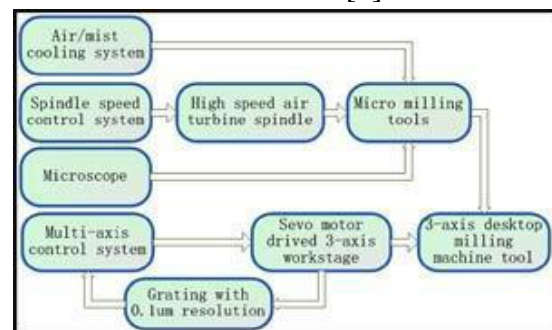 Air/mist
cooling system
Spindle speed
control system
High speed air
turbine spindle
Micro milling
tools
Microscope
Multi-axis
control system
Sevo motor
drived 3-axis
workstage
3-axis desktop
milling
machine tool
Grating with
0.1um resolution